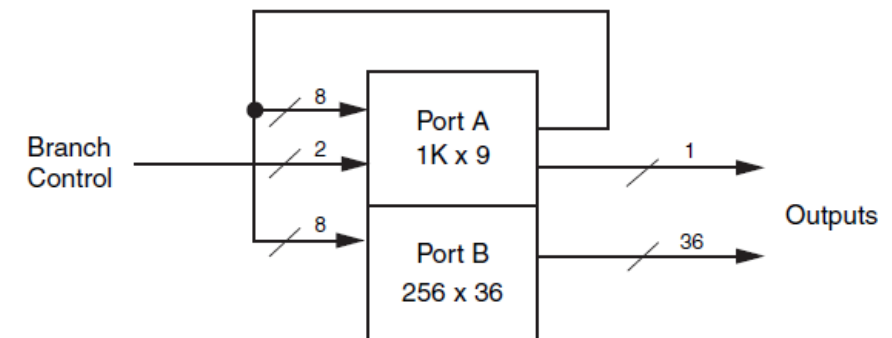 8
Port A
1K x 9
Branch
Control
2
1
Outputs
8
Port B
256 x 36
36